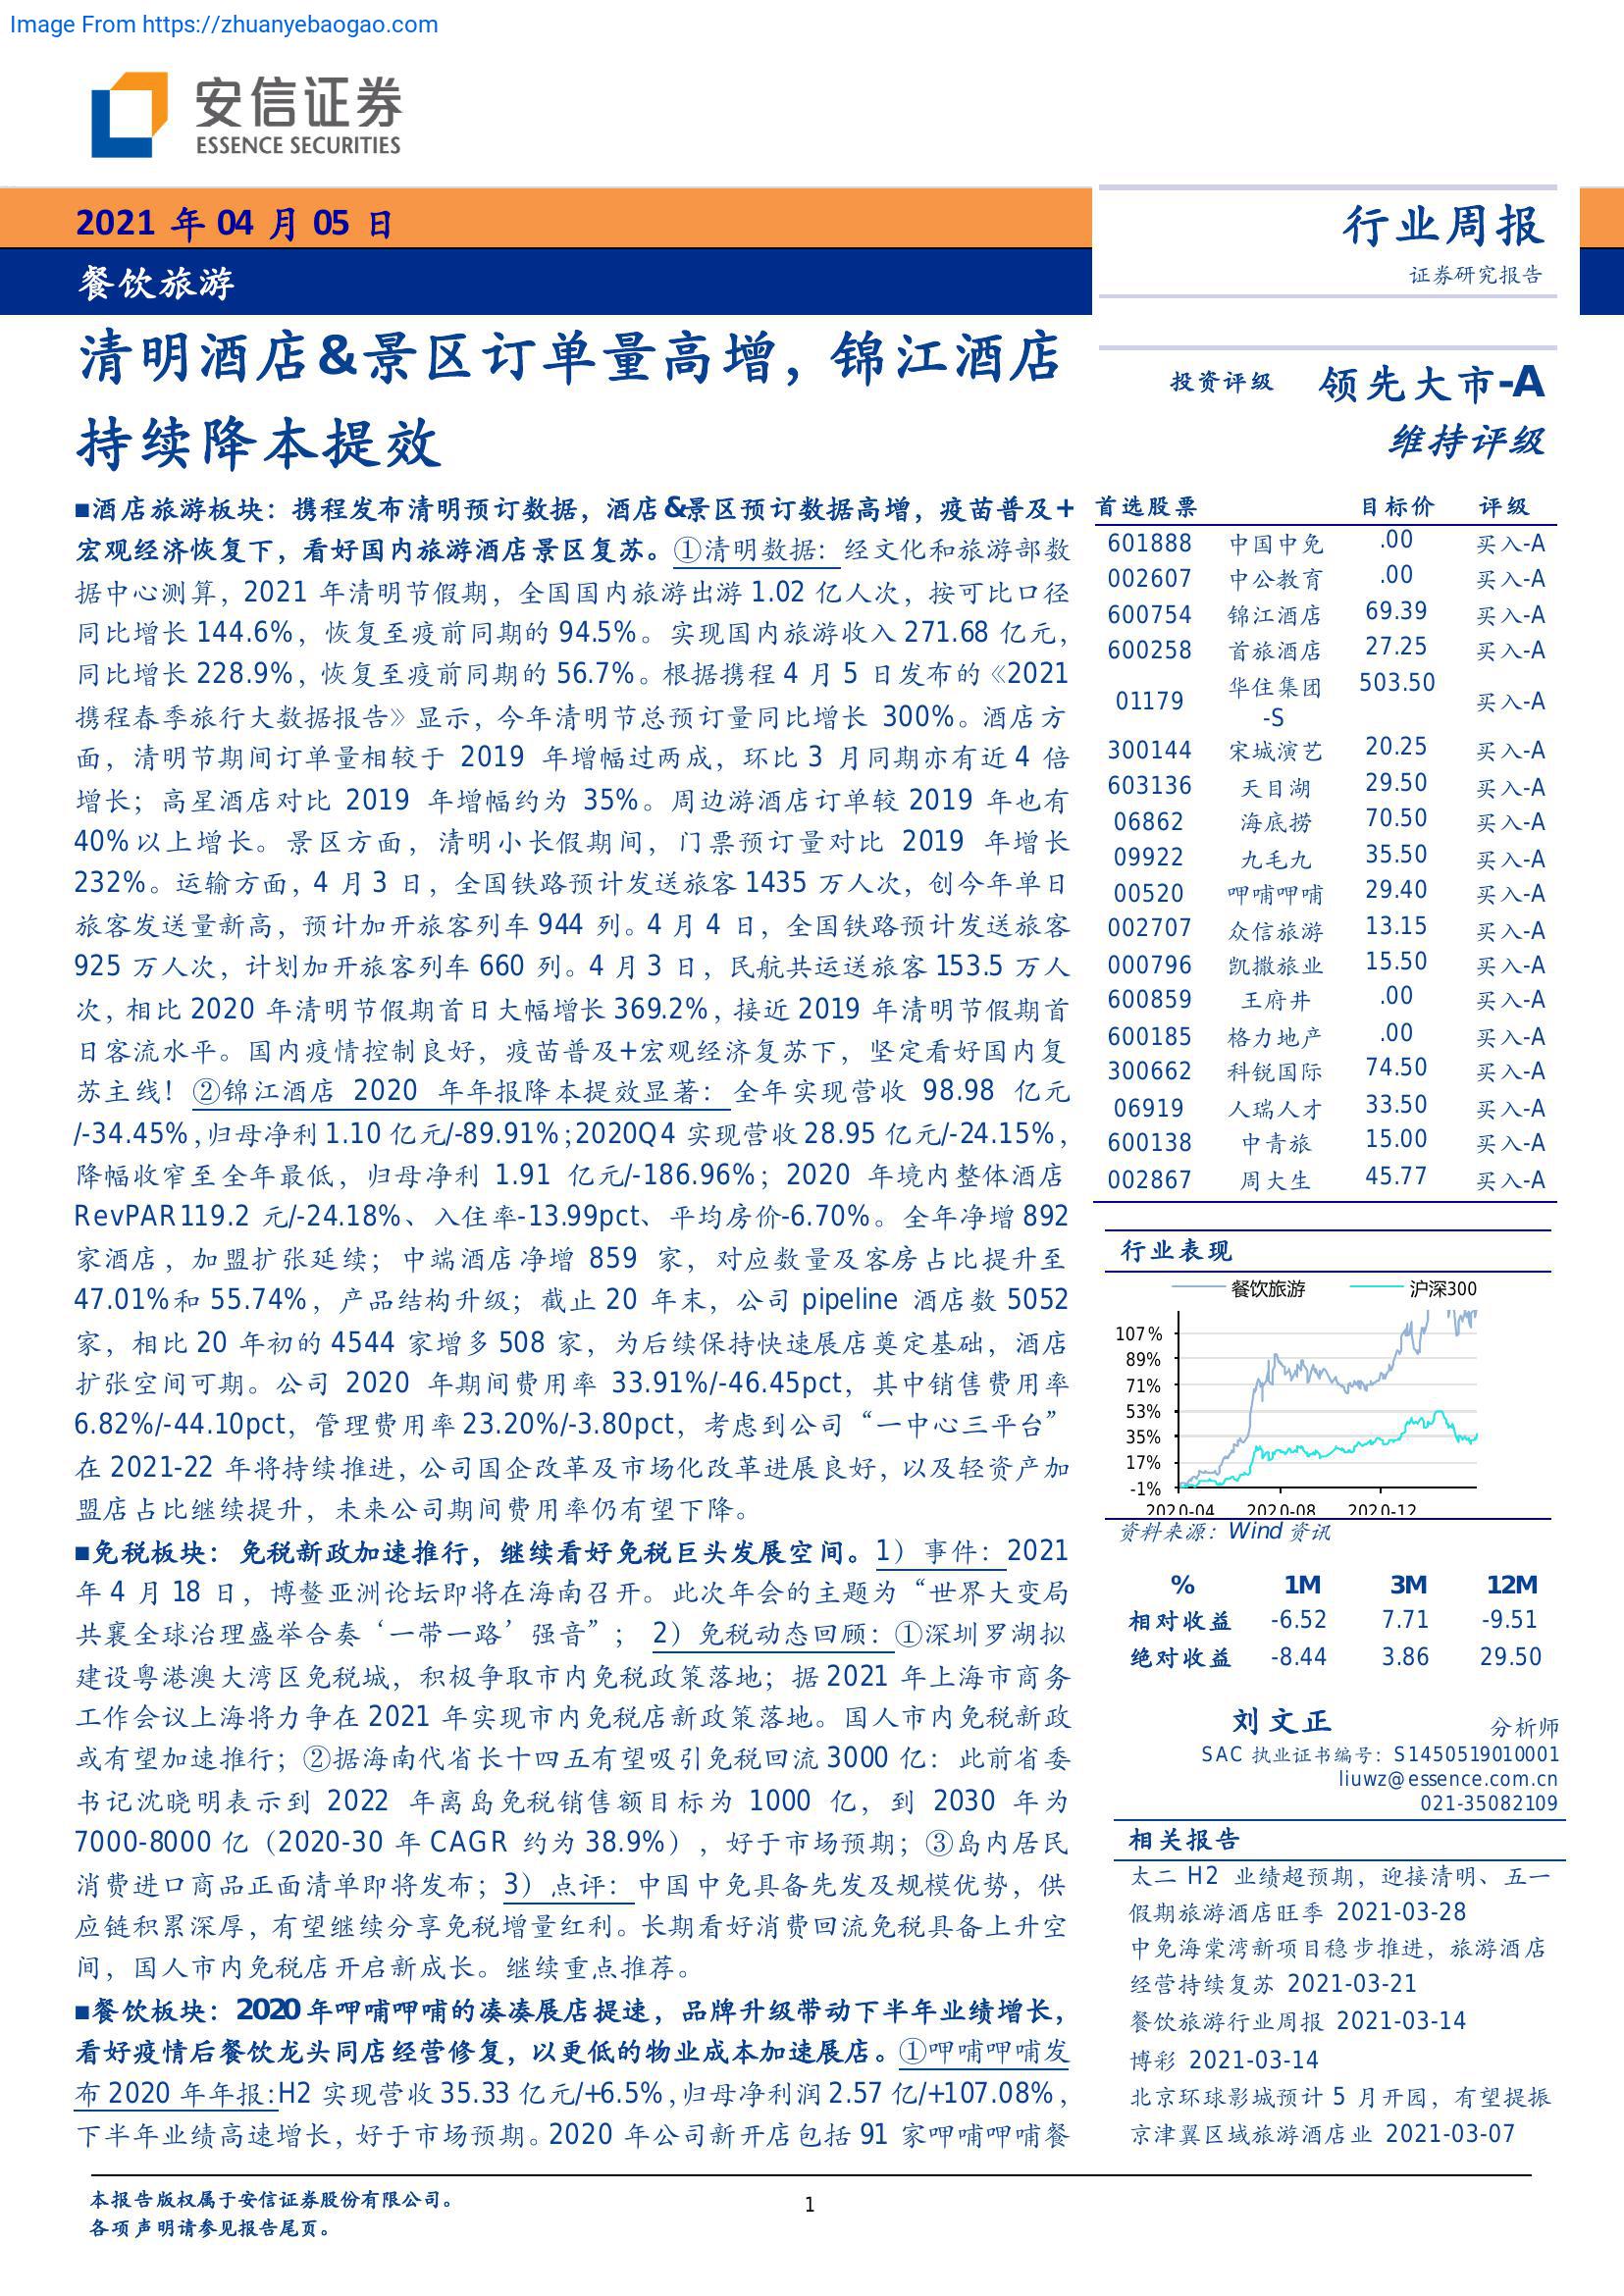 Image From https://zhuanyebaogao.com
安信证券
ESSENCE SECURITIES
2021 年 04 月 05 日
餐饮旅游
行业周报
证券研究报告
清明酒店&景区订单量高增，锦江酒店
持续降本提效
■酒店旅游板块：携程发布清明预订数据，酒店&景区预订数据高增，疫苗普及+
宏观经济恢复下，看好国内旅游酒店景区复苏。①清明数据：经文化和旅游部数
据中心测算，2021 年清明节假期，全国国内旅游出游 1.02 亿人次，按可比口径
同比增长 144.6%，恢复至疫前同期的 94.5%。实现国内旅游收入 271.68 亿元，
同比增长 228.9%，恢复至疫前同期的 56.7%。根据携程 4 月 5 日发布的《2021
携程春季旅行大数据报告》显示，今年清明节总预订量同比增长 300%。酒店方
面，清明节期间订单量相较于 2019 年增幅过两成，环比 3 月同期亦有近 4 倍
增长；高星酒店对比 2019 年增幅约为 35%。周边游酒店订单较 2019 年也有
40%以上增长。景区方面，清明小长假期间，门票预订量对比 2019 年增长
232%。运输方面，4 月 3 日，全国铁路预计发送旅客 1435 万人次，创今年单日
旅客发送量新高，预计加开旅客列车 944 列。4 月 4 日，全国铁路预计发送旅客
925 万人次，计划加开旅客列车 660 列。4 月 3 日，民航共运送旅客 153.5 万人
次，相比 2020 年清明节假期首日大幅增长 369.2%，接近 2019 年清明节假期首
日客流水平。国内疫情控制良好，疫苗普及+宏观经济复苏下，坚定看好国内复
苏主线！②锦江酒店 2020 年年报降本提效显著：全年实现营收 98.98 亿元
/-34.45%，归母净利 1.10 亿元/-89.91%；2020Q4 实现营收 28.95 亿元/-24.15%，
降幅收窄至全年最低，归母净利 1.91 亿元/-186.96%；2020 年境内整体酒店
RevPAR119.2 元/-24.18%、入住率-13.99pct、平均房价-6.70%。全年净增 892
家酒店，加盟扩张延续；中端酒店净增 859 家，对应数量及客房占比提升至
47.01%和 55.74%，产品结构升级；截止 20 年末，公司 pipeline 酒店数 5052
家，相比 20 年初的 4544 家增多 508 家，为后续保持快速展店奠定基础，酒店
扩张空间可期。公司 2020 年期间费用率 33.91%/-46.45pct，其中销售费用率
6.82%/-44.10pct，管理费用率 23.20%/-3.80pct，考虑到公司“一中心三平台”
在 2021-22 年将持续推进，公司国企改革及市场化改革进展良好，以及轻资产加
盟店占比继续提升，未来公司期间费用率仍有望下降。
■免税板块：免税新政加速推行，继续看好免税巨头发展空间。1）事件：2021
年 4 月 18 日，博鳌亚洲论坛即将在海南召开。此次年会的主题为“世界大变局
共襄全球治理盛举合奏‘一带一路’强音”；2）免税动态回顾：①深圳罗湖拟
建设粤港澳大湾区免税城，积极争取市内免税政策落地；据 2021 年上海市商务
工作会议上海将力争在 2021 年实现市内免税店新政策落地。国人市内免税新政
或有望加速推行；②据海南代省长十四五有望吸引免税回流 3000 亿：此前省委
书记沈晓明表示到 2022 年离岛免税销售额目标为 1000 亿，到 2030 年为
7000-8000 亿（2020-30 年 CAGR 约为 38.9%），好于市场预期；③岛内居民
消费进口商品正面清单即将发布；3）点评：中国中免具备先发及规模优势，供
应链积累深厚，有望继续分享免税增量红利。长期看好消费回流免税具备上升空
间，国人市内免税店开启新成长。继续重点推荐。
■餐饮板块：2020 年呷哺呷哺的凑凑展店提速，品牌升级带动下半年业绩增长，
看好疫情后餐饮龙头同店经营修复，以更低的物业成本加速展店。①呷哺呷哺发
布 2020 年年报：H2 实现营收 35.33 亿元/+6.5%，归母净利润 2.57 亿/+107.08%，
下半年业绩高速增长，好于市场预期。2020 年公司新开店包括 91 家呷哺呷哺餐
投资评级 领先大市-A
维持评级
首选股票 目标价 评级
601888 中国中免 .00 买入-A
002607 中公教育 .00 买入-A
600754 锦江酒店 69.39 买入-A
600258 首旅酒店 27.25 买入-A
01179 华住集团-S 503.50 买入-A
300144 宋城演艺 20.25 买入-A
603136 天目湖 29.50 买入-A
06862 海底捞 70.50 买入-A
09922 九毛九 35.50 买入-A
00520 呷哺呷哺 29.40 买入-A
002707 众信旅游 13.15 买入-A
000796 凯撒旅业 15.50 买入-A
600859 王府井 .00 买入-A
600185 格力地产 .00 买入-A
300662 科锐国际 74.50 买入-A
06919 人瑞人才 33.50 买入-A
600138 中青旅 15.00 买入-A
002867 周大生 45.77 买入-A
行业表现
餐饮旅游 沪深300
107%
89%
71%
53%
35%
17%
-1%
2020-04 2020-08 2020-12
资料来源：Wind 资讯
% 1M 3M 12M
相对收益 -6.52 7.71 -9.51
绝对收益 -8.44 3.86 29.50
刘文正 分析师
SAC 执业证书编号：S1450519010001
liuwz@essence.com.cn
021-35082109
相关报告
太二 H2 业绩超预期，迎接清明、五一
假期旅游酒店旺季 2021-03-28
中免海棠湾新项目稳步推进，旅游酒店
经营持续复苏 2021-03-21
餐饮旅游行业周报 2021-03-14
博彩 2021-03-14
北京环球影城预计 5 月开园，有望提振
京津翼区域旅游酒店业 2021-03-07
本报告版权属于安信证券股份有限公司。
各项声明请参见报告尾页。
1